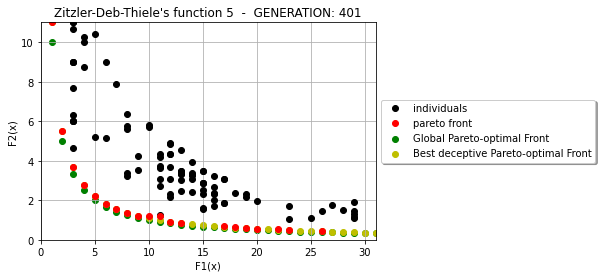 Zitzler-Deb-Thiele's function 5 - GENERATION: 401
10
8
6
4
2
0
F2(x)
0 5 10 15 20 25 30
F1(x)
individuals
pareto front
Global Pareto-optimal Front
Best deceptive Pareto-optimal Front